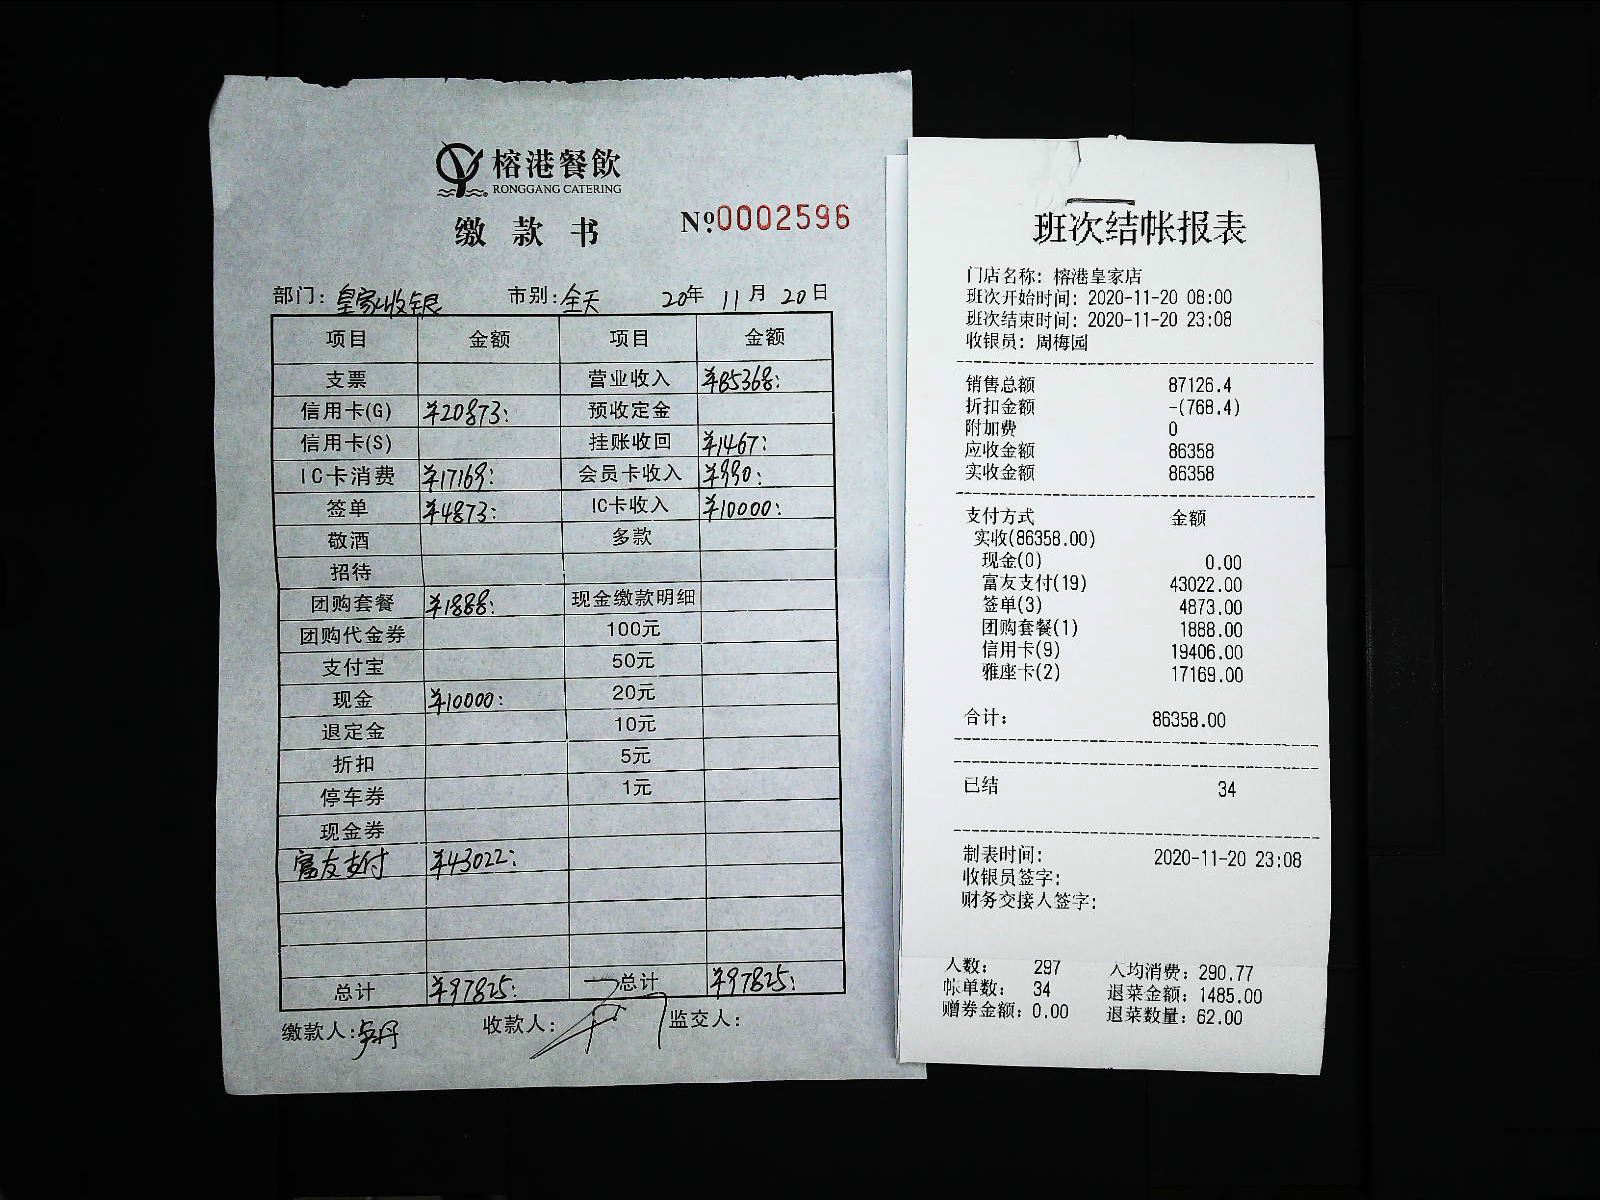 榕港餐飲
RONGGANG CATERING
缴款书
№0002596
部门：皇家收银 市别：全天 20年11月20日
项目 金额 项目 金额
支票 营业收入 ¥85368:
信用卡(G) ¥20873: 预收定金
信用卡(S) 挂账收回 ¥1467:
IC卡消费 ¥17169: 会员卡收入 ¥990:
签单 ¥4873: IC卡收入 ¥10000:
敬酒 多款
招待
团购套餐 ¥1888: 现金缴款明细
团购代金券 100元
支付宝 50元
现金 ¥10000: 20元
退定金 10元
折扣 5元
停车券 1元
现金券
富友支付 ¥43022:
总计 ¥97825: 总计 ¥97825:
缴款人: 收款人: 监交人:
班次结帐报表
门店名称: 榕港皇家店
班次开始时间: 2020-11-20 08:00
班次结束时间: 2020-11-20 23:08
收银员: 周梅园
销售总额 87126.4
折扣金额 -(768.4)
附加费 0
应收金额 86358
实收金额 86358
支付方式 金额
实收(86358.00)
现金(0) 0.00
富友支付(19) 43022.00
签单(3) 4873.00
团购套餐(1) 1888.00
信用卡(9) 19406.00
雅座卡(2) 17169.00
合计: 86358.00
已结 34
制表时间: 2020-11-20 23:08
收银员签字:
财务交接人签字:
人数: 297 人均消费: 290.77
帐单数: 34 退菜金额: 1485.00
赠券金额: 0.00 退菜数量: 62.00